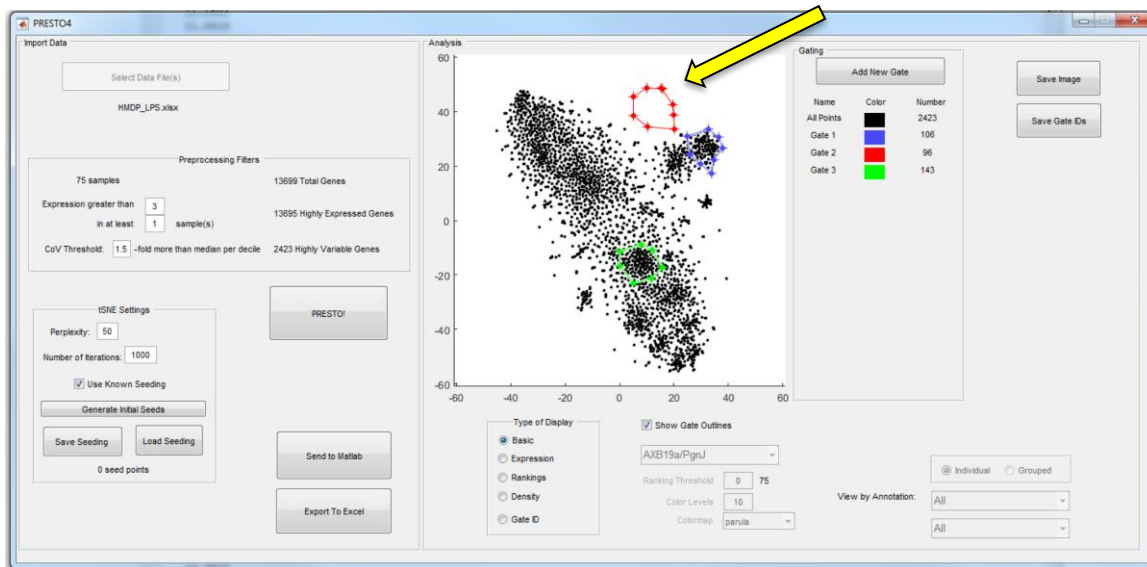 PRESTO4
Import Data
Select Data File(s)
HMDP_LPS.xlsx
Preprocessing Filters
75 samples
13699 Total Genes
Expression greater than 3
in at least 1 sample(s)
13695 Highly Expressed Genes
CoV Threshold: 1.5 -fold more than median per decile
2423 Highly Variable Genes
tSNE Settings
Perplexity: 50
Number of Iterations: 1000
Use Known Seeding
Generate Initial Seeds
Save Seeding Load Seeding
0 seed points
PRESTO!
Send to Matlab
Export To Excel
Analysis
60
40
20
0
-20
-40
-60
-60 -40 -20 0 20 40 60
Type of Display
Basic
Expression
Rankings
Density
Gate ID
Show Gate Outlines
AXB19a/PgnJ
Ranking Threshold 0 75
Color Levels 10
Colormap parula
Gating
Add New Gate
Name Color Number
All Points 2423
Gate 1 106
Gate 2 96
Gate 3 143
Save Image
Save Gate IDs
Individual Grouped
View by Annotation: All
All